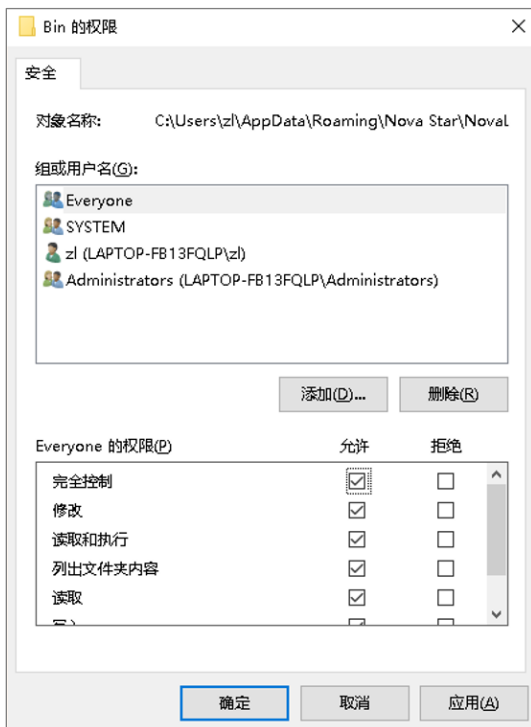 Bin 的权限
安全
对象名称: C:\Users\zl\AppData\Roaming\Nova Star\NovaL
组或用户名(G):
Everyone
SYSTEM
zl (LAPTOP-FB13FQLP\zl)
Administrators (LAPTOP-FB13FQLP\Administrators)
添加(D)... 删除(R)
Everyone 的权限(P) 允许 拒绝
完全控制
修改
读取和执行
列出文件夹内容
读取
确定 取消 应用(A)